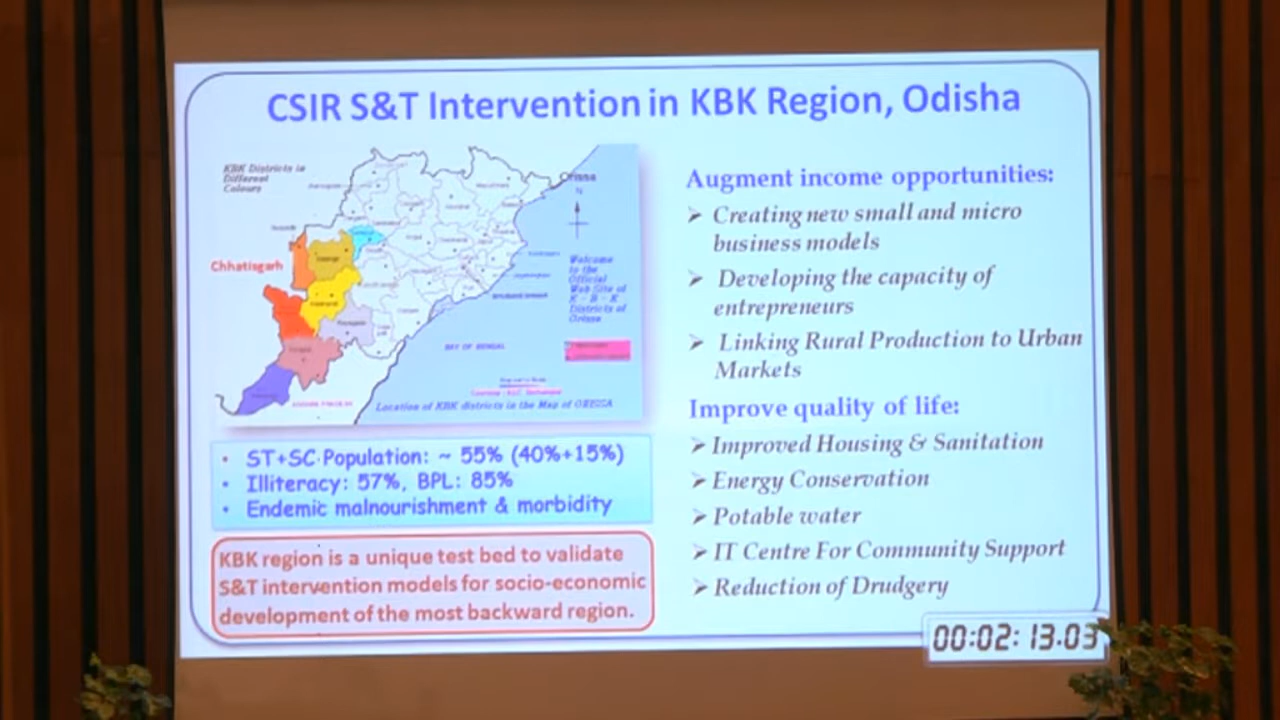 CSIR S&T Intervention in KBK Region, Odisha
KBK Districts in
Different
Colours
Orissa
N
Chhatisgarh
Welcome
to the
Official
Web Site of
K - B - K
Districts of
Orissa
BAY OF BENGAL
Location of KBK districts in the Map of ORISSA
• ST+SC Population: ~ 55% (40%+15%)
• Illiteracy: 57%, BPL: 85%
• Endemic malnourishment & morbidity
KBK region is a unique test bed to validate
S&T intervention models for socio-economic
development of the most backward region.
Augment income opportunities:
➢ Creating new small and micro
business models
➢ Developing the capacity of
entrepreneurs
➢ Linking Rural Production to Urban
Markets
Improve quality of life:
➢ Improved Housing & Sanitation
➢ Energy Conservation
➢ Potable water
➢ IT Centre For Community Support
➢ Reduction of Drudgery
00:02:13.03